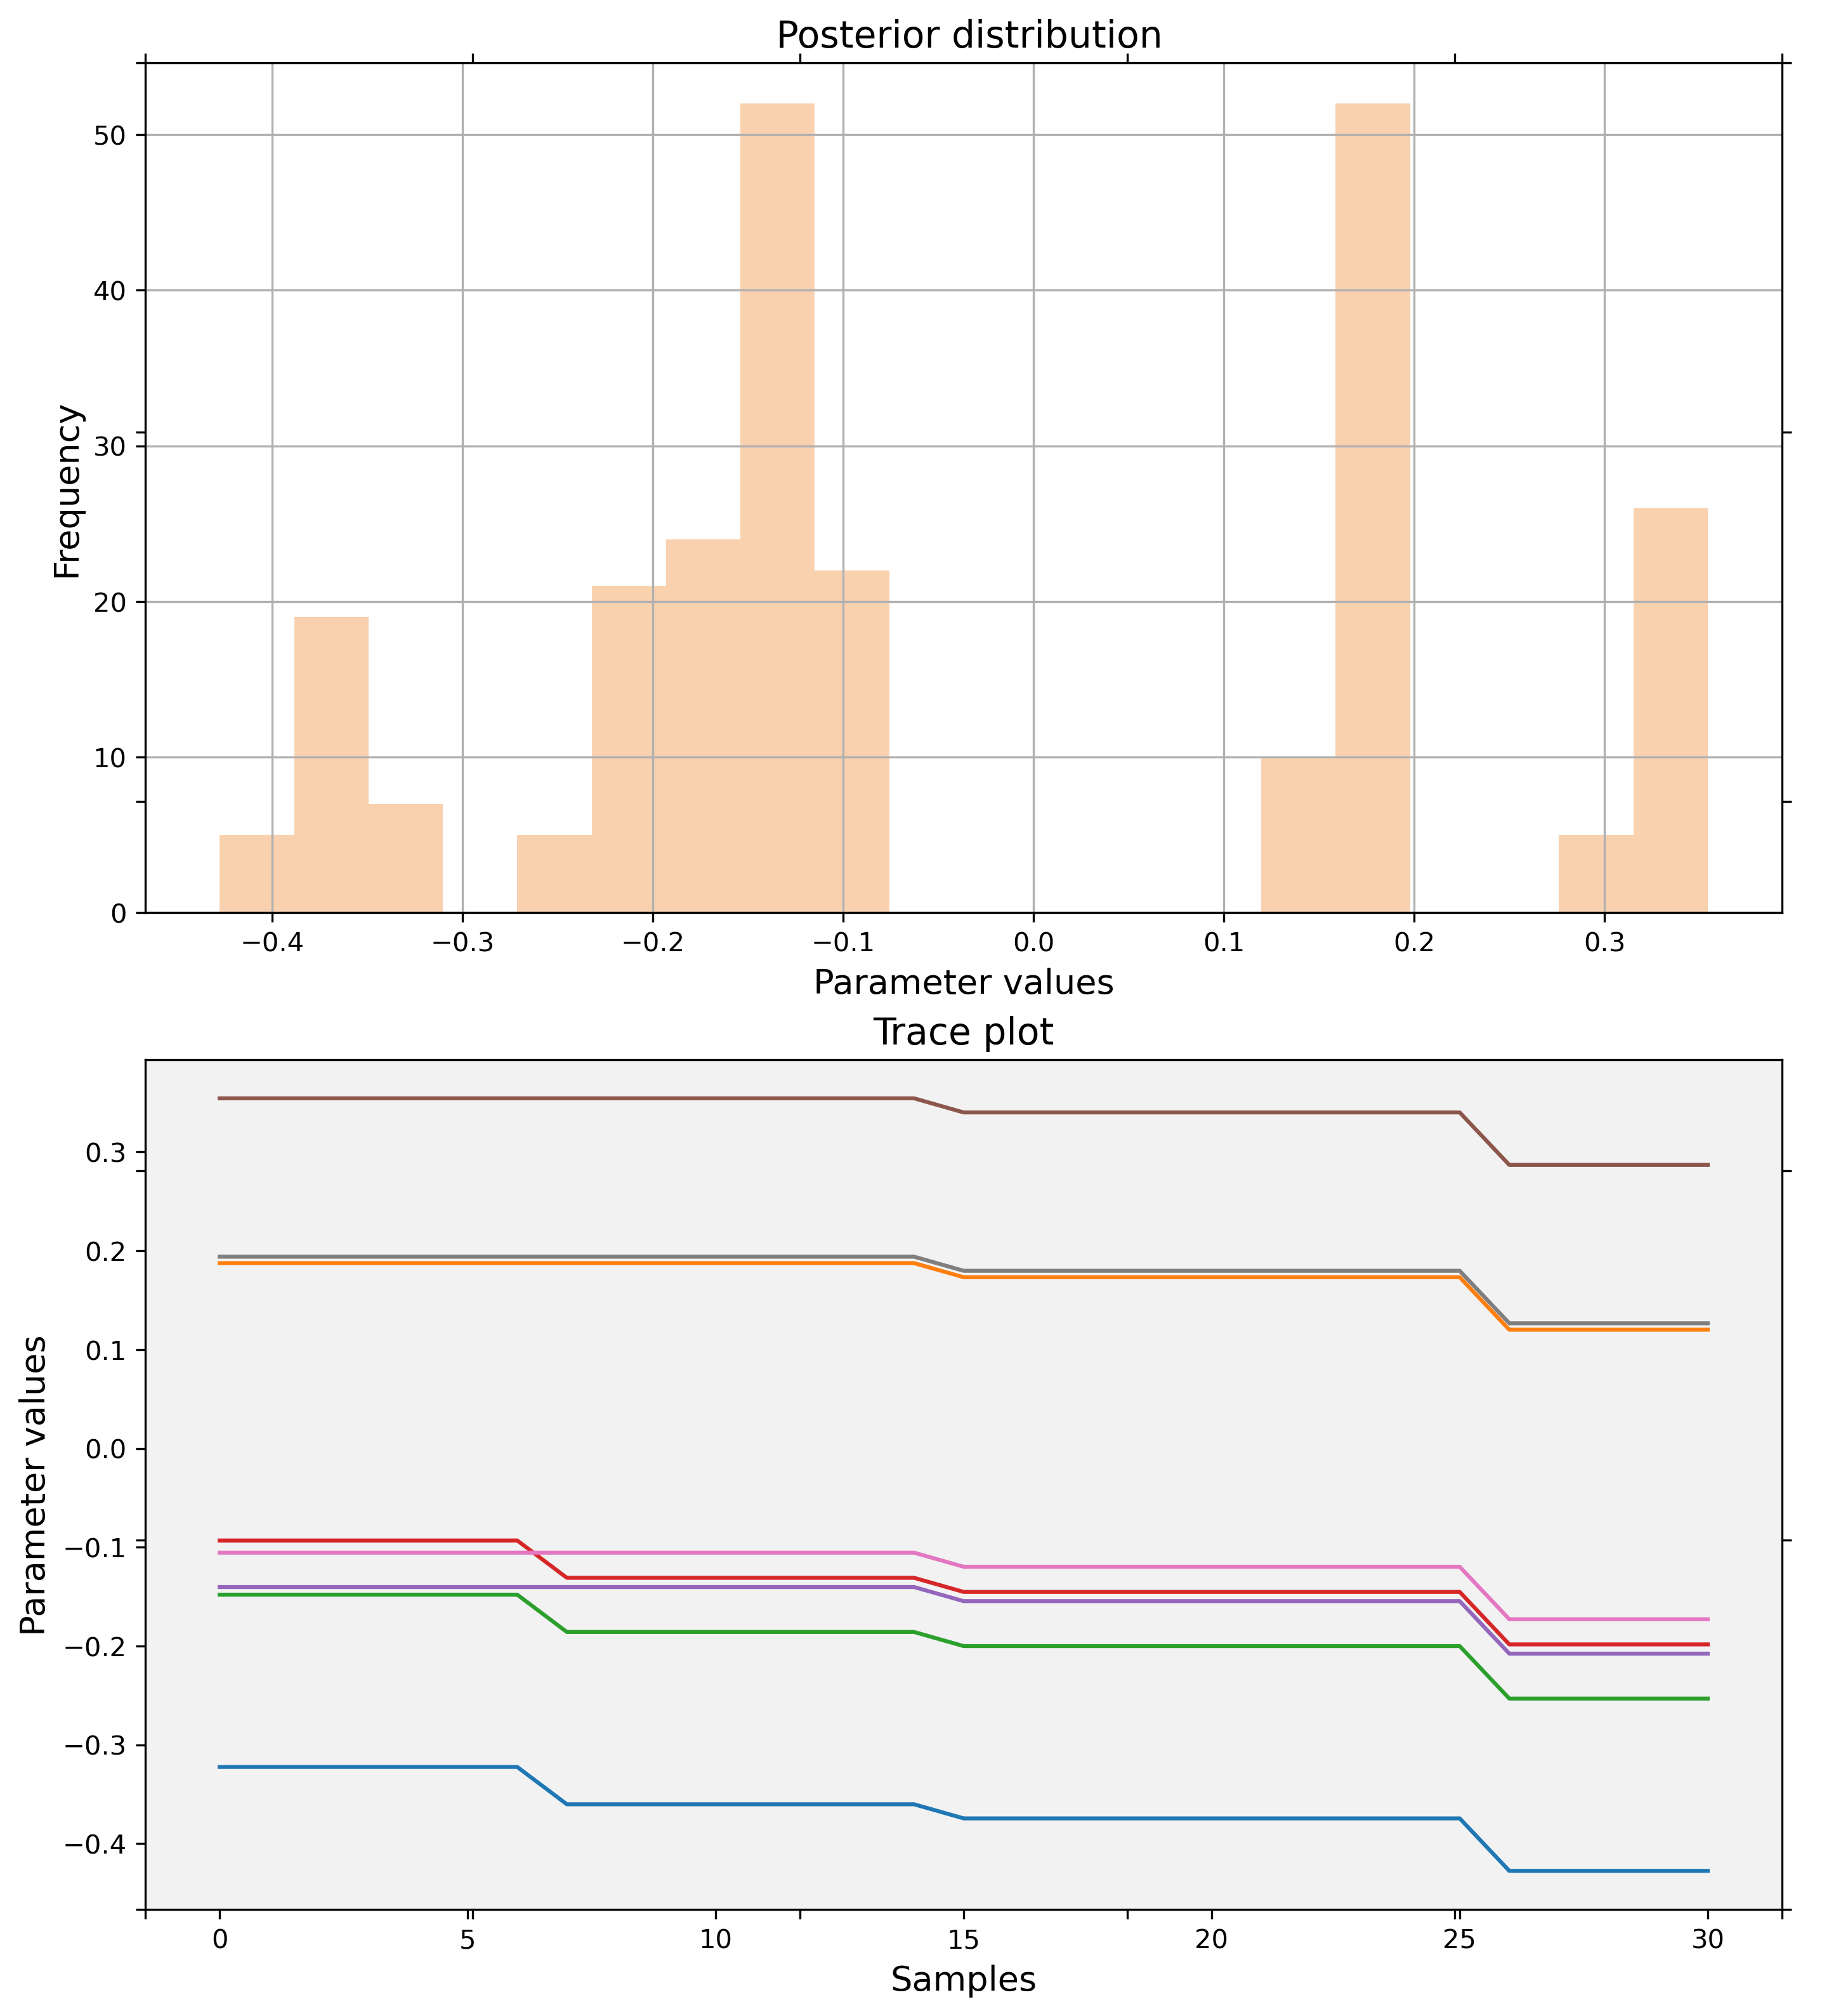 Posterior distribution
50
40
30
20
10
0
Frequency
−0.4 −0.3 −0.2 −0.1 0.0 0.1 0.2 0.3
Parameter values
Trace plot
0.3
0.2
0.1
0.0
−0.1
−0.2
−0.3
−0.4
Parameter values
0 5 10 15 20 25 30
Samples